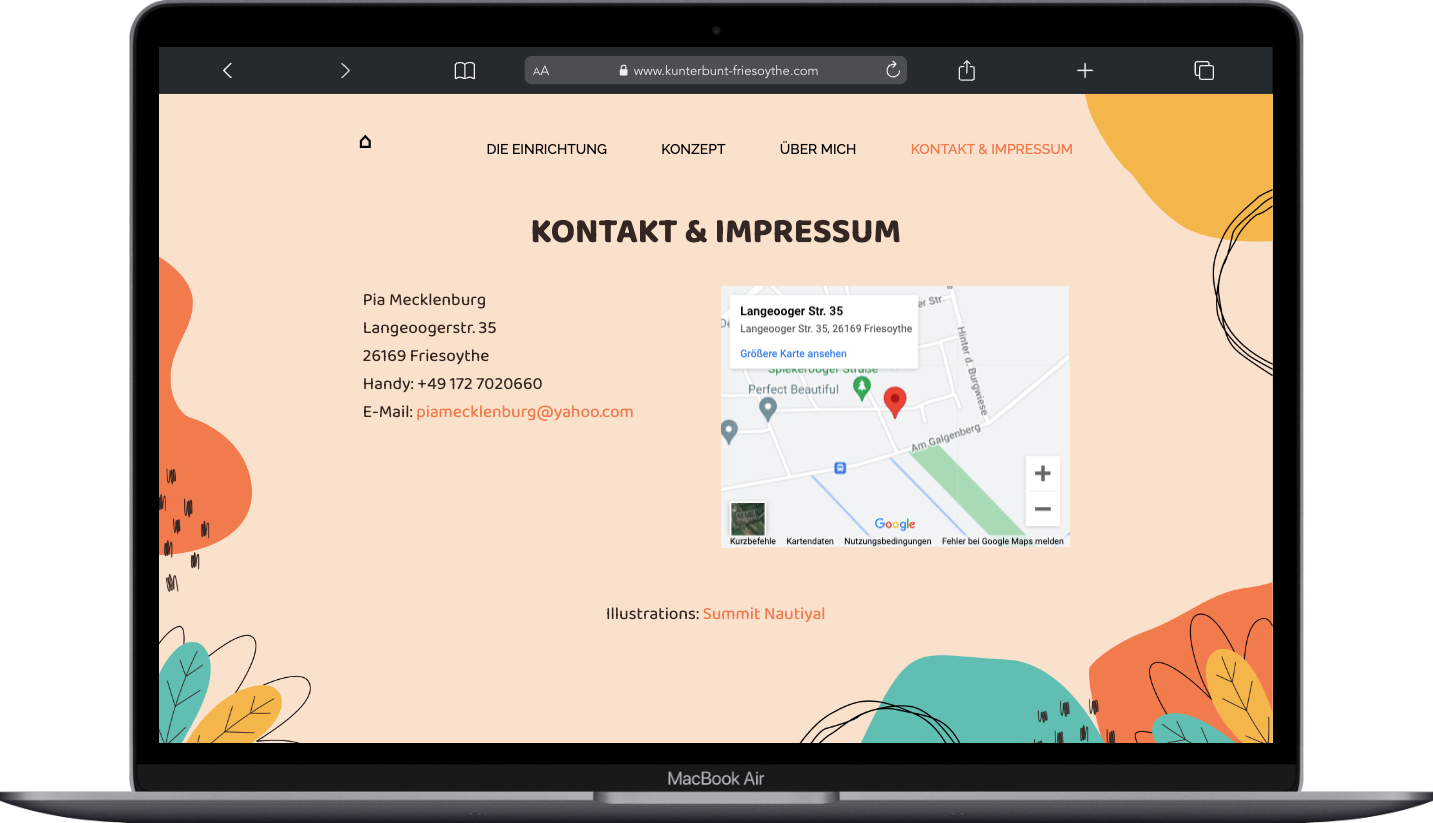 AA
www.kunterbunt-friesoythe.com
DIE EINRICHTUNG KONZEPT ÜBER MICH KONTAKT & IMPRESSUM
KONTAKT & IMPRESSUM
Pia Mecklenburg
Langeoogerstr. 35
26169 Friesoythe
Handy: +49 172 7020660
E-Mail: piamecklenburg@yahoo.com
er Str.
Langeooger Str. 35
Langeooger Str. 35, 26169 Friesoythe
Größere Karte ansehen
Spiekerooger Straße
Perfect Beautiful
Hinter d. Burgwiese
Am Galgenberg
Google
Kurzbefehle Kartendaten Nutzungsbedingungen Fehler bei Google Maps melden
Illustrations: Summit Nautiyal
MacBook Air